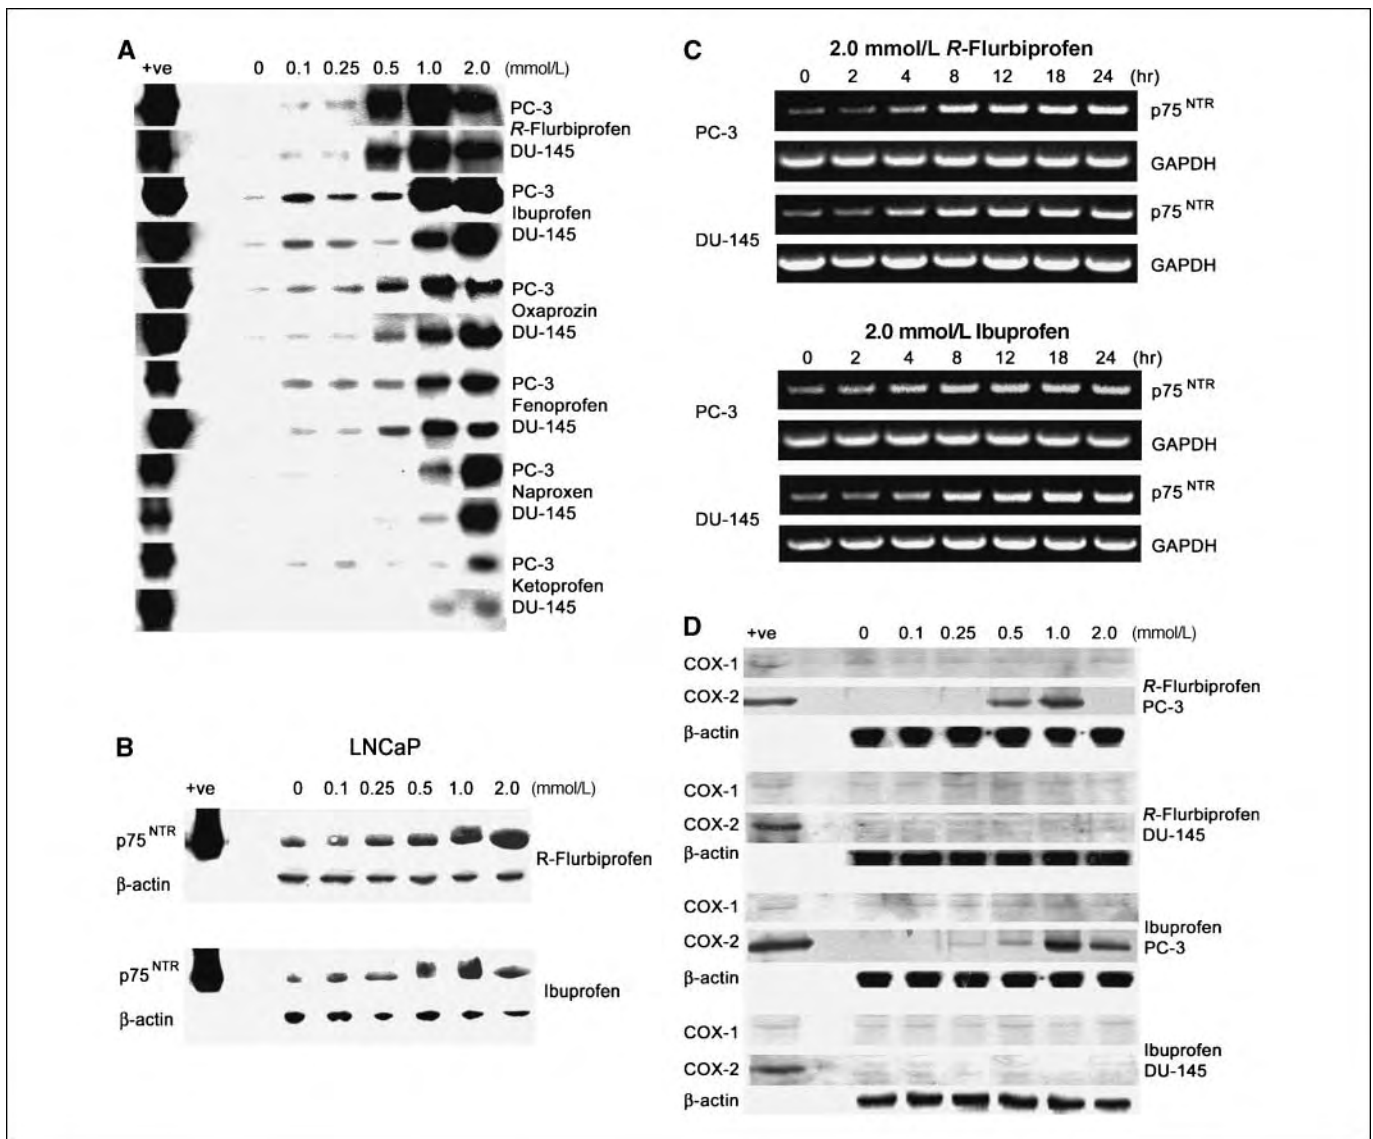 A
+ve 0 0.1 0.25 0.5 1.0 2.0 (mmol/L)
PC-3
R-Flurbiprofen
DU-145
PC-3
Ibuprofen
DU-145
PC-3
Oxaprozin
DU-145
PC-3
Fenoprofen
DU-145
PC-3
Naproxen
DU-145
PC-3
Ketoprofen
DU-145
B
LNCaP
+ve 0 0.1 0.25 0.5 1.0 2.0 (mmol/L)
p75 NTR
R-Flurbiprofen
β-actin
p75 NTR
Ibuprofen
β-actin
C
2.0 mmol/L R-Flurbiprofen
0 2 4 8 12 18 24 (hr)
p75 NTR
PC-3
GAPDH
p75 NTR
DU-145
GAPDH
2.0 mmol/L Ibuprofen
0 2 4 8 12 18 24 (hr)
p75 NTR
PC-3
GAPDH
p75 NTR
DU-145
GAPDH
D
+ve 0 0.1 0.25 0.5 1.0 2.0 (mmol/L)
COX-1
R-Flurbiprofen
COX-2
PC-3
β-actin
COX-1
R-Flurbiprofen
COX-2
DU-145
β-actin
COX-1
Ibuprofen
COX-2
PC-3
β-actin
COX-1
Ibuprofen
COX-2
DU-145
β-actin